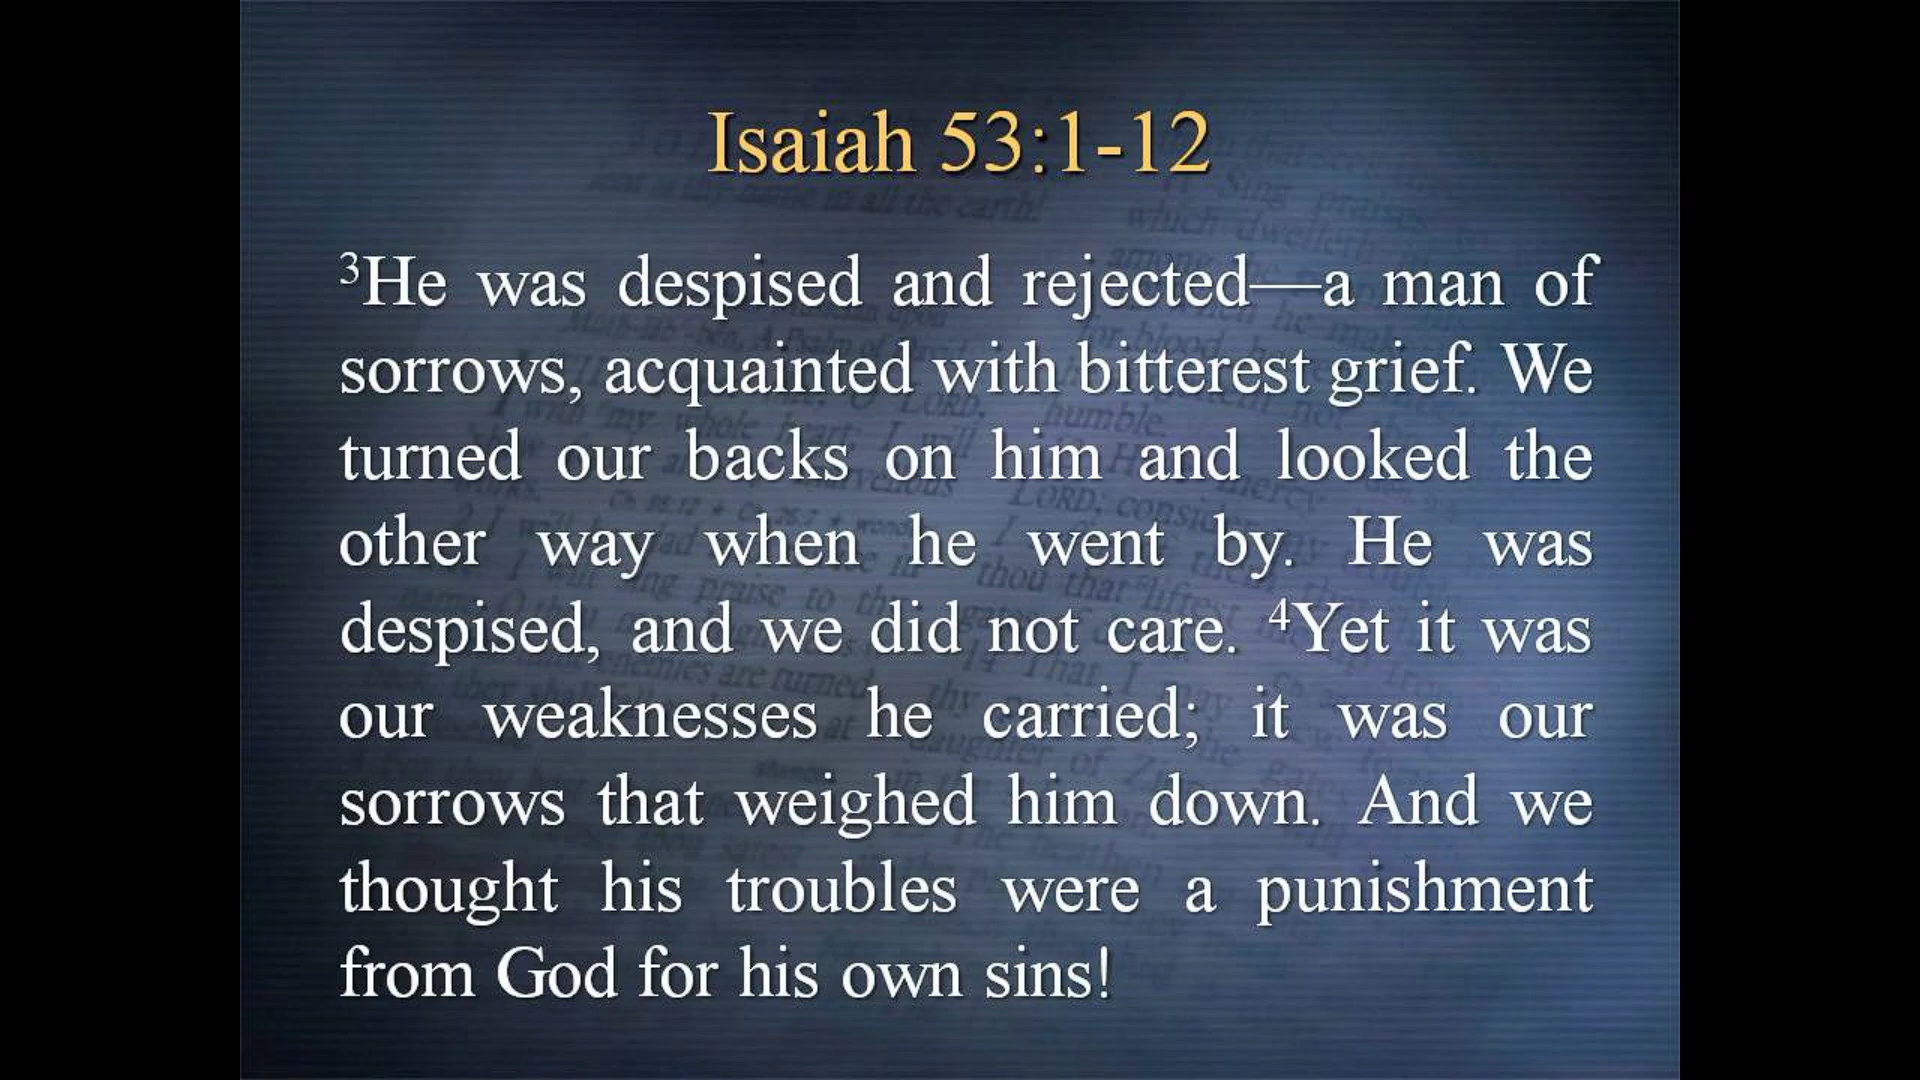 Isaiah 53:1-12
³He was despised and rejected—a man of
sorrows, acquainted with bitterest grief. We
turned our backs on him and looked the
other way when he went by. He was
despised, and we did not care. ⁴Yet it was
our weaknesses he carried; it was our
sorrows that weighed him down. And we
thought his troubles were a punishment
from God for his own sins!